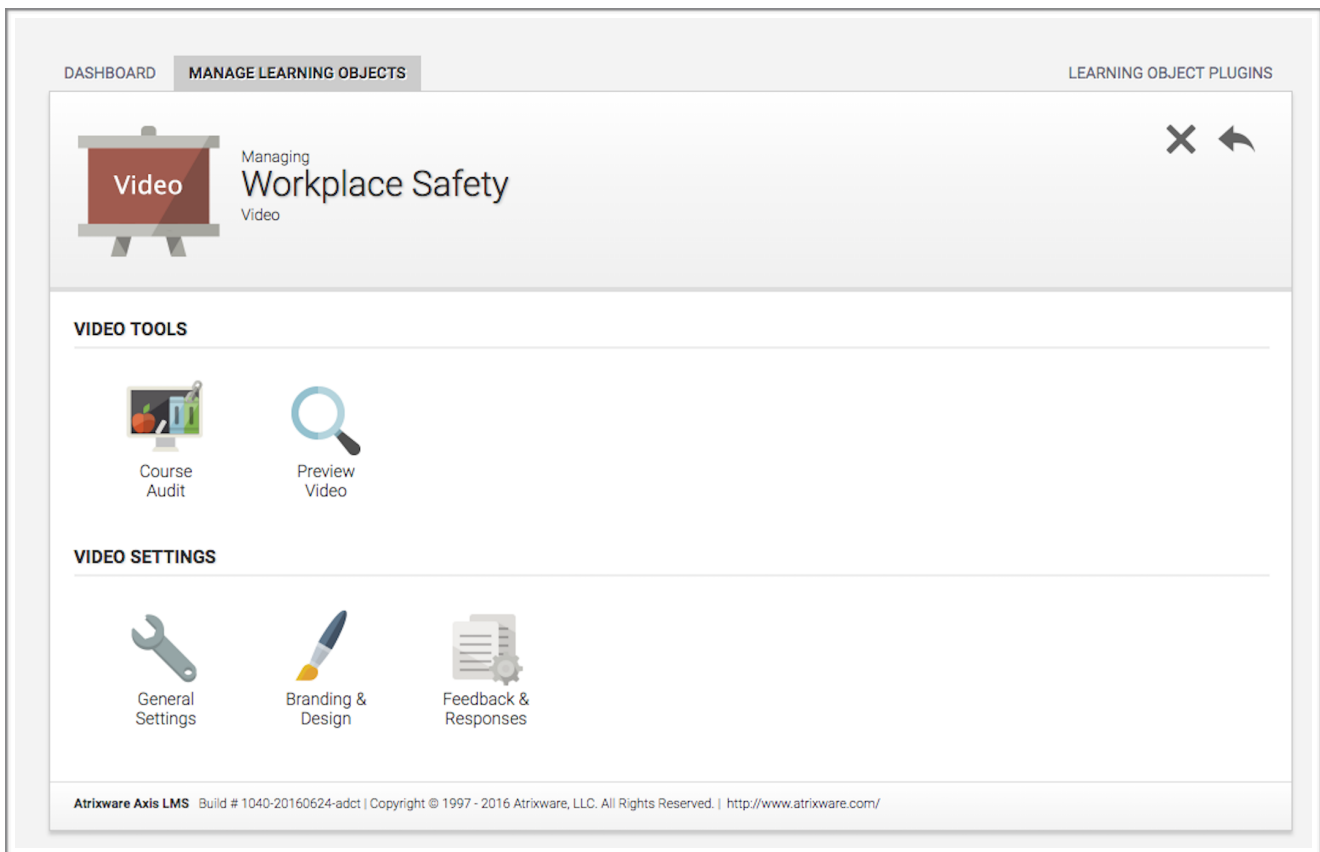 DASHBOARD MANAGE LEARNING OBJECTS LEARNING OBJECT PLUGINS
Video
Managing
Workplace Safety
Video
VIDEO TOOLS
Course
Audit
Preview
Video
VIDEO SETTINGS
General
Settings
Branding &
Design
Feedback &
Responses
Atrixware Axis LMS Build # 1040-20160624-adct | Copyright © 1997 - 2016 Atrixware, LLC. All Rights Reserved. | http://www.atrixware.com/